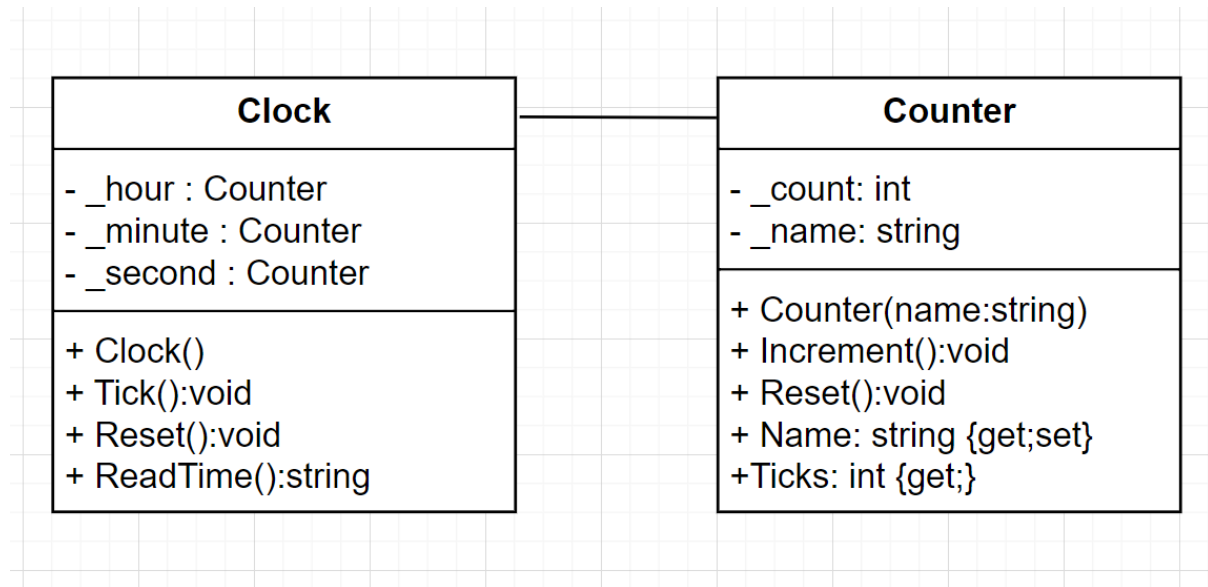 Clock
- _hour : Counter
- _minute : Counter
- _second : Counter
+ Clock()
+ Tick():void
+ Reset():void
+ ReadTime():string
Counter
- _count: int
- _name: string
+ Counter(name:string)
+ Increment():void
+ Reset():void
+ Name: string {get;set}
+Ticks: int {get;}